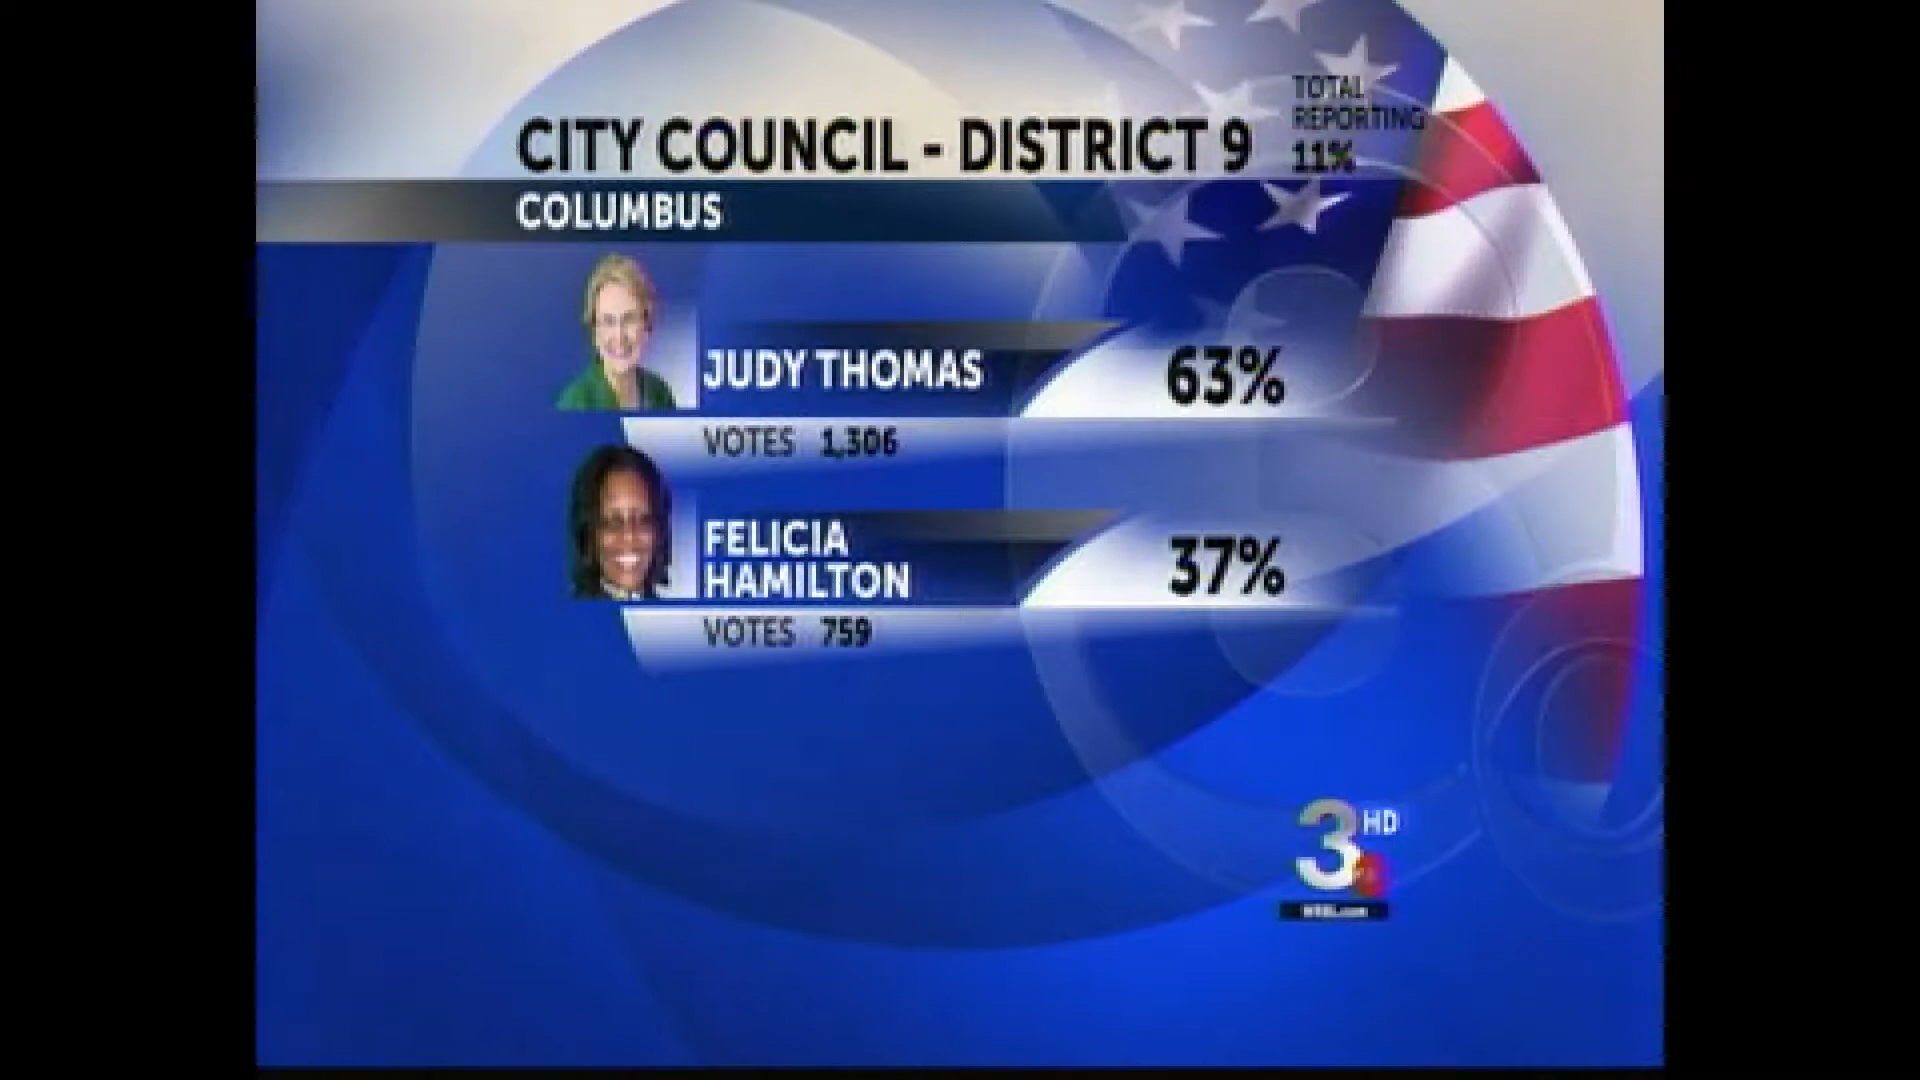 CITY COUNCIL - DISTRICT 9
TOTAL
REPORTING
11%
COLUMBUS
JUDY THOMAS
63%
VOTES 1,306
FELICIA
HAMILTON
37%
VOTES 759
3 HD